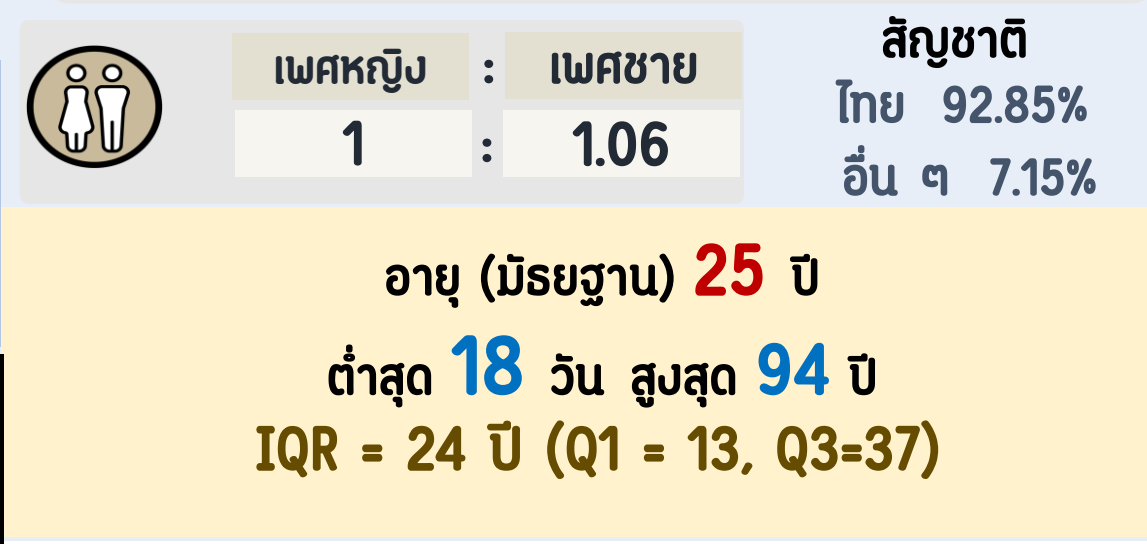 เพศหญิง : เพศชาย
1 : 1.06
สัญชาติ
ไทย 92.85%
อื่น ๆ 7.15%
อายุ (มัธยฐาน) 25 ปี
ต่ำสุด 18 วัน สูงสุด 94 ปี
IQR = 24 ปี (Q1 = 13, Q3=37)